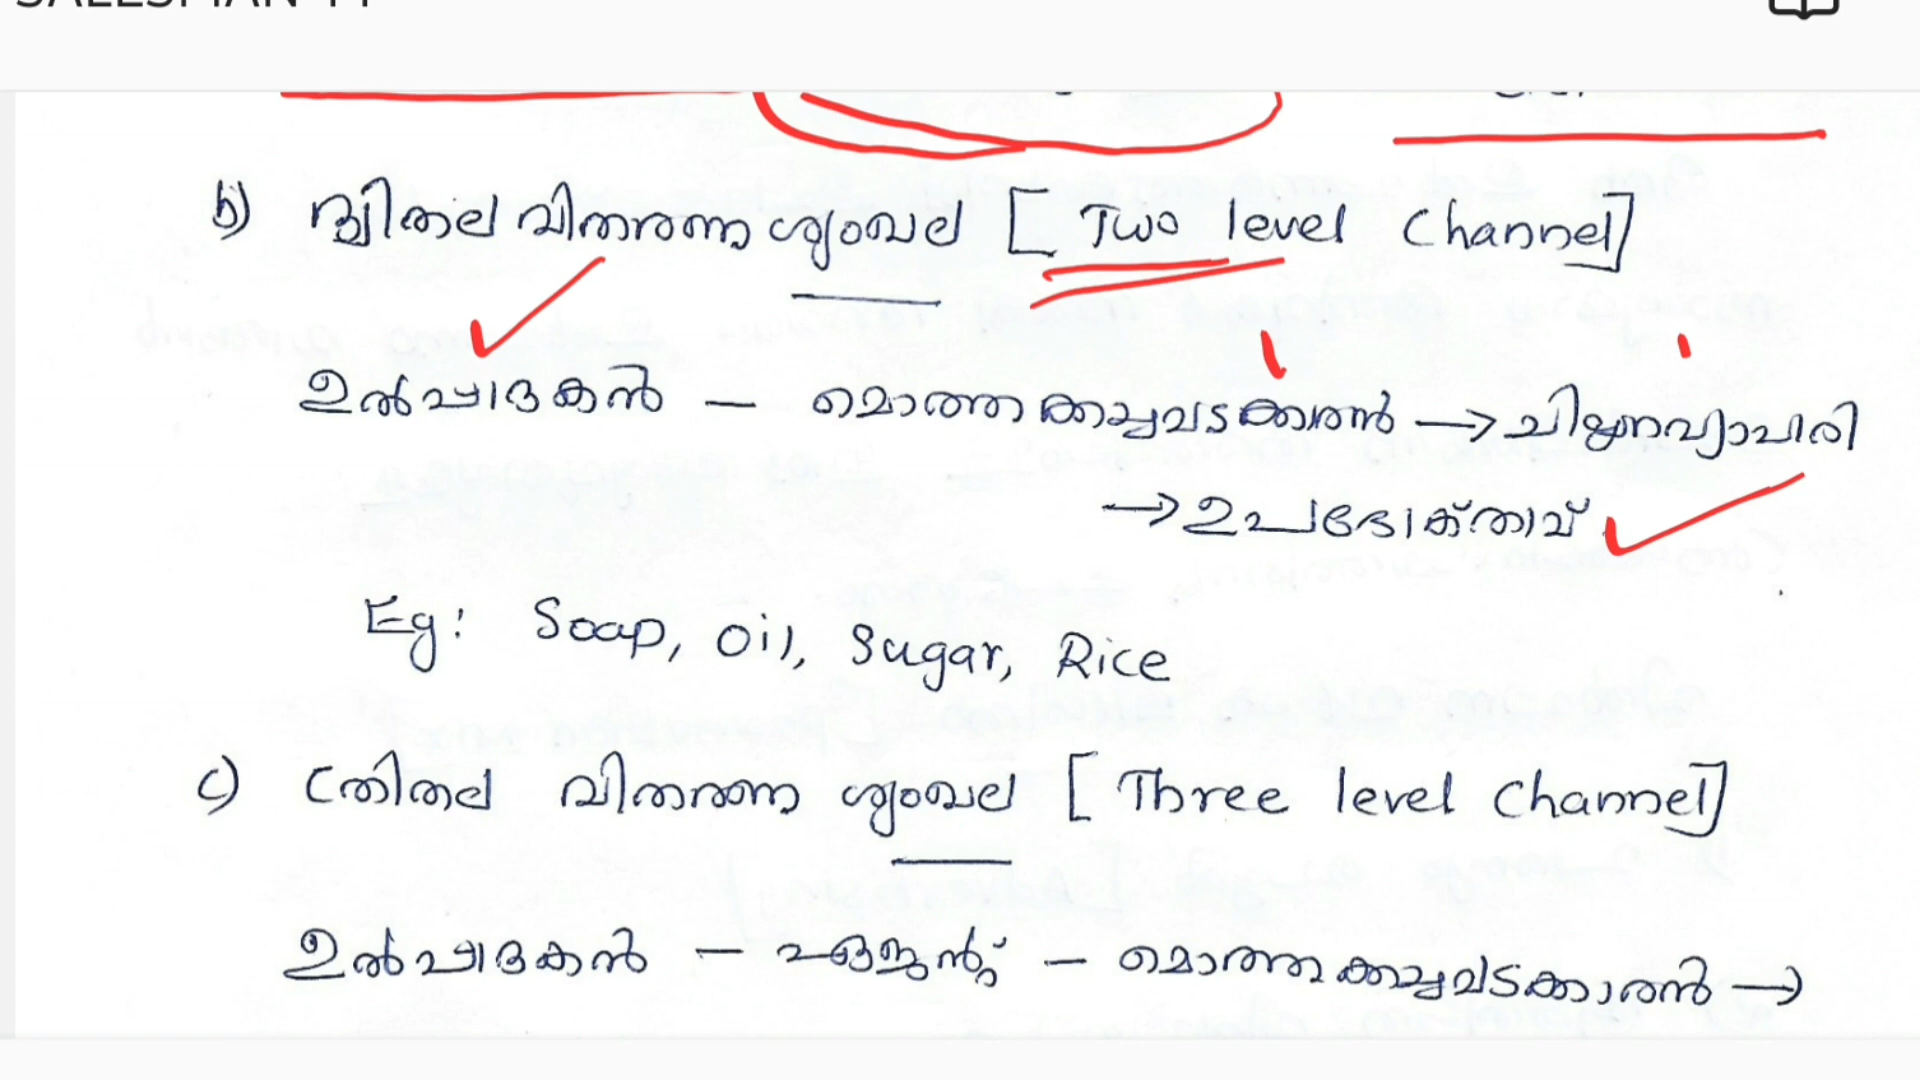 b) ദ്വിതല വിതരണ ശൃംഖല [Two level Channel]
ഉൽപ്പാദകൻ – മൊത്തക്കച്ചവടക്കാരൻ → ചില്ലറവ്യാപാരി
→ ഉപഭോക്താവ്
Eg: Soap, Oil, Sugar, Rice
c) ത്രിതല വിതരണ ശൃംഖല [Three level Channel]
ഉൽപ്പാദകൻ – ഏജന്റ് – മൊത്തക്കച്ചവടക്കാരൻ →